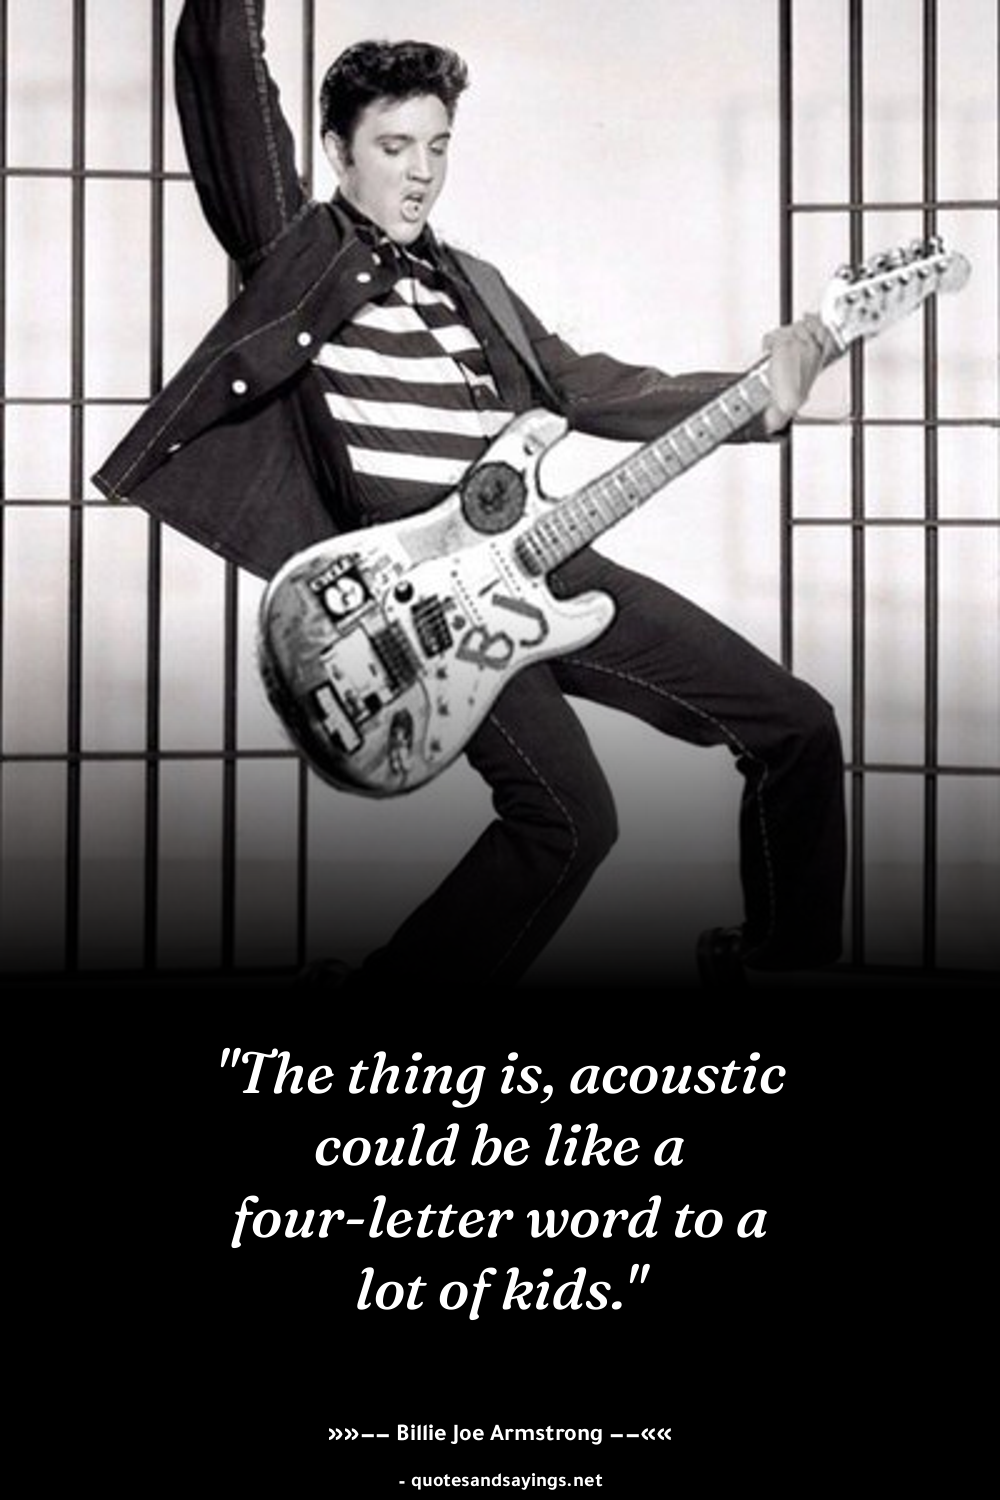 BJ
"The thing is, acoustic
could be like a
four-letter word to a
lot of kids."
»»–– Billie Joe Armstrong ––««
- quotesandsayings.net